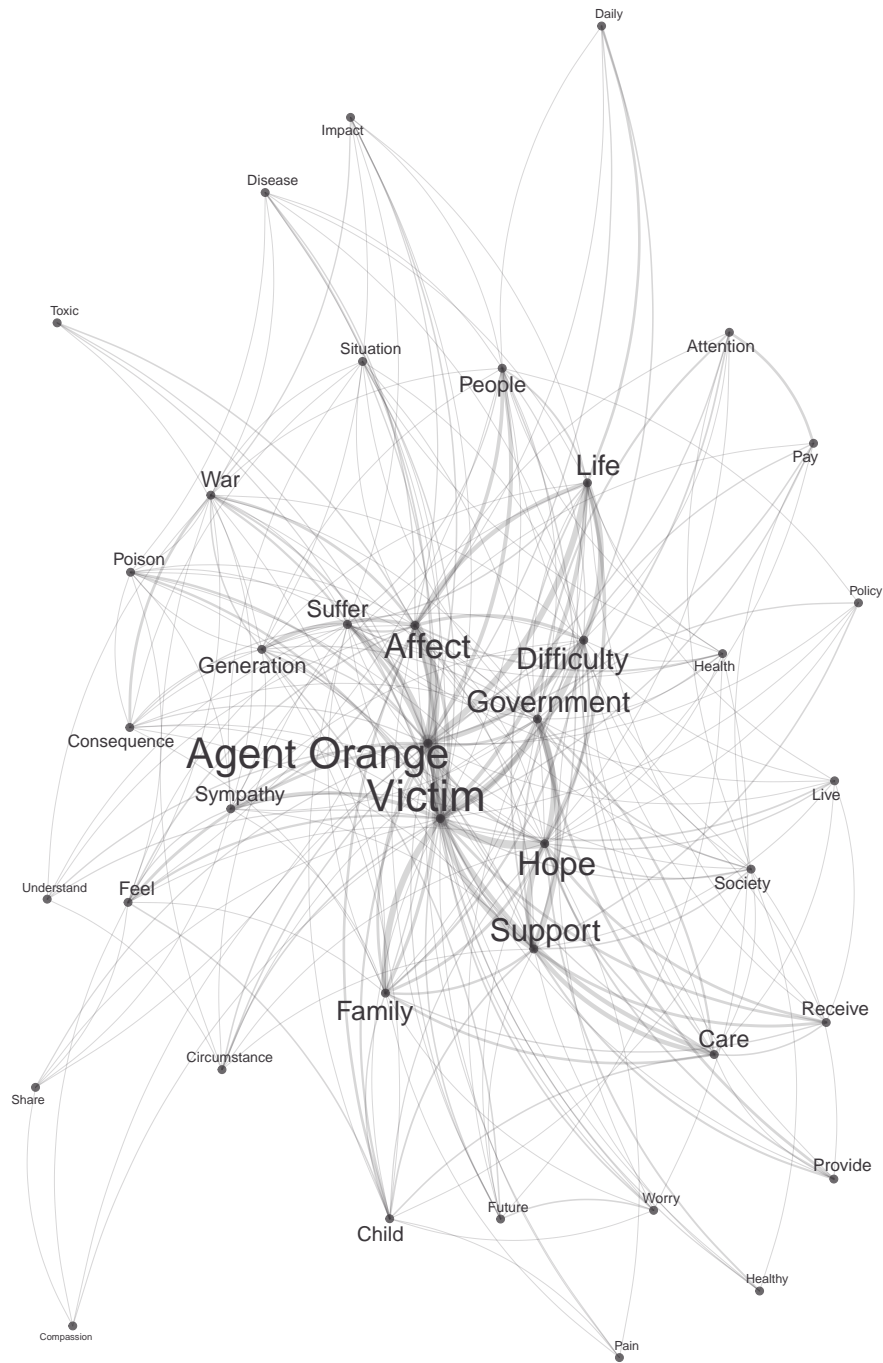 Daily
Impact
Disease
Toxic
Attention
Situation
People
Pay
Life
War
Poison
Policy
Suffer
Affect
Difficulty
Generation
Health
Government
Consequence
Agent Orange
Sympathy
Victim
Live
Hope
Society
Understand
Feel
Support
Family
Receive
Care
Circumstance
Share
Provide
Worry
Future
Child
Healthy
Compassion
Pain